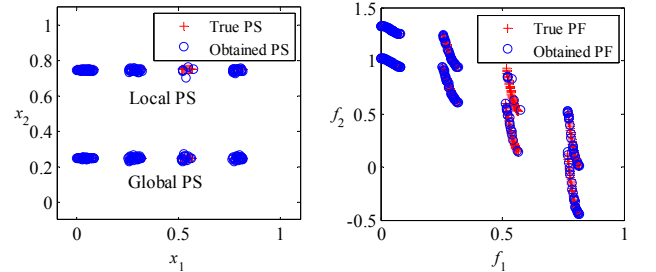 True PS
Obtained PS
1
0.8
0.6
0.4
0.2
0
x2
Local PS
Global PS
0
0.5
1
x1
True PF
Obtained PF
1.5
1
0.5
0
-0.5
f2
0
0.5
1
f1